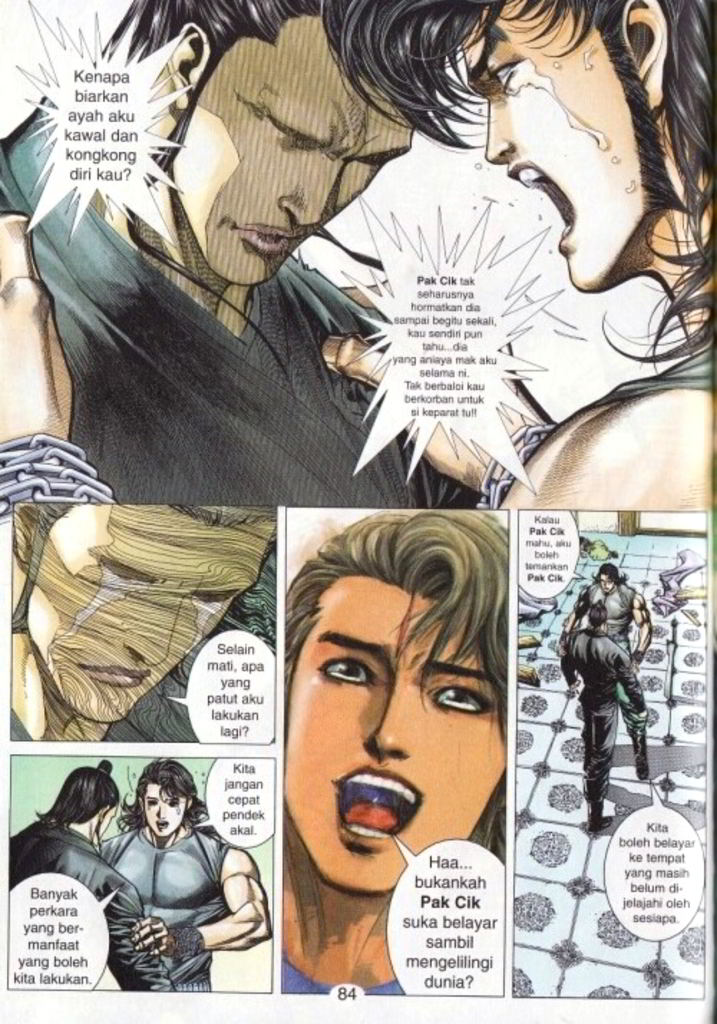 Kenapa
biarkan
ayah aku
kawal dan
kongkong
diri kau?
Pak Cik tak
seharusnya
hormatkan dia
sampai begitu sekali,
kau sendiri pun
tahu...dia
yang aniaya mak aku
selama ni.
Tak berbaloi kau
berkorban untuk
si keparat tu!!
Selain
mati, apa
yang
patut aku
lakukan
lagi?
Kita
jangan
cepat
pendek
akal.
Banyak
perkara
yang ber-
manfaat
yang boleh
kita lakukan.
Haa...
bukankah
Pak Cik
suka belayar
sambil
mengelilingi
dunia?
Kalau
Pak Cik
mahu, aku
boleh
temankan
Pak Cik.
Kita
boleh belayar
ke tempat
yang masih
belum di-
jelajahi oleh
sesiapa.
84